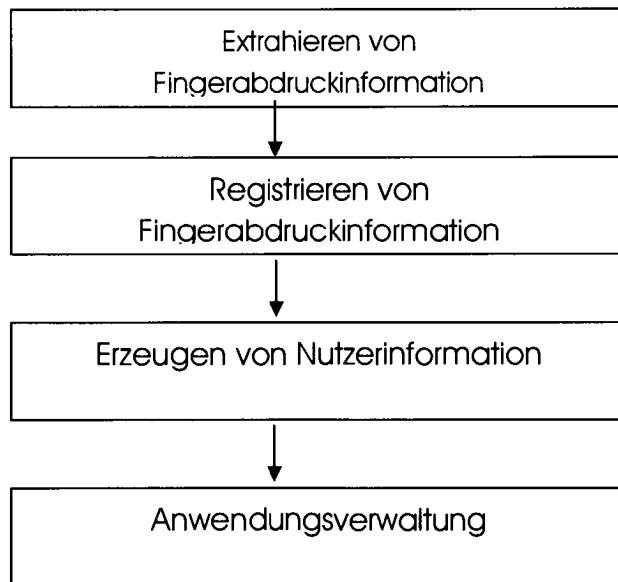 Extrahieren von
Fingerabdruckinformation
Registrieren von
Fingerabdruckinformation
Erzeugen von Nutzerinformation
Anwendungsverwaltung